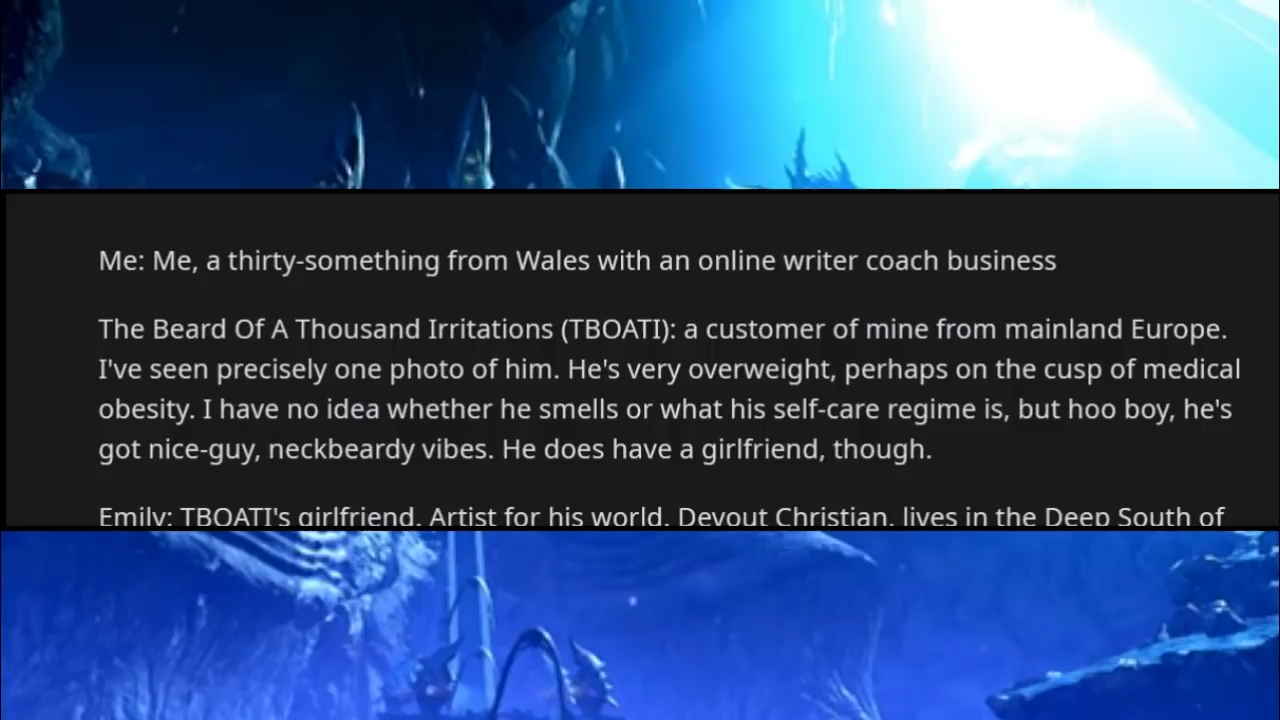 Me: Me, a thirty-something from Wales with an online writer coach business
The Beard Of A Thousand Irritations (TBOATI): a customer of mine from mainland Europe.
I've seen precisely one photo of him. He's very overweight, perhaps on the cusp of medical
obesity. I have no idea whether he smells or what his self-care regime is, but hoo boy, he's
got nice-guy, neckbeardy vibes. He does have a girlfriend, though.
Emily: TBOATI's girlfriend. Artist for his world. Devout Christian, lives in the Deep South of